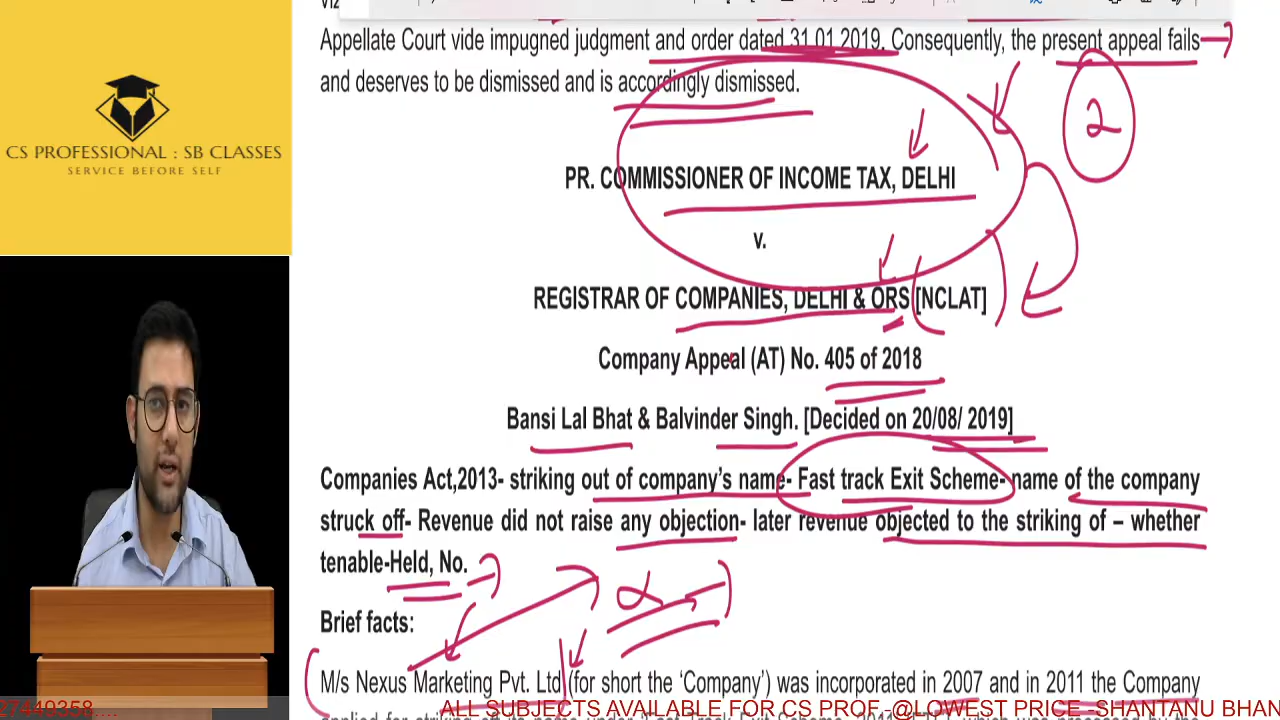 Appellate Court vide impugned judgment and order dated 31.01.2019. Consequently, the present appeal fails
and deserves to be dismissed and is accordingly dismissed.
2
CS PROFESSIONAL : SB CLASSES
SERVICE BEFORE SELF
PR. COMMISSIONER OF INCOME TAX, DELHI
v.
REGISTRAR OF COMPANIES, DELHI & ORS [NCLAT]
Company Appeal (AT) No. 405 of 2018
Bansi Lal Bhat & Balvinder Singh. [Decided on 20/08/ 2019]
Companies Act,2013- striking out of company's name- Fast track Exit Scheme- name of the company
struck off- Revenue did not raise any objection- later revenue objected to the striking of – whether
tenable-Held, No.
Brief facts:
M/s Nexus Marketing Pvt. Ltd (for short the 'Company') was incorporated in 2007 and in 2011 the Company
27449358....
ALL SUBJECTS AVAILABLE FOR CS PROF.-@LOWEST PRICE -SHANTANU BHAN